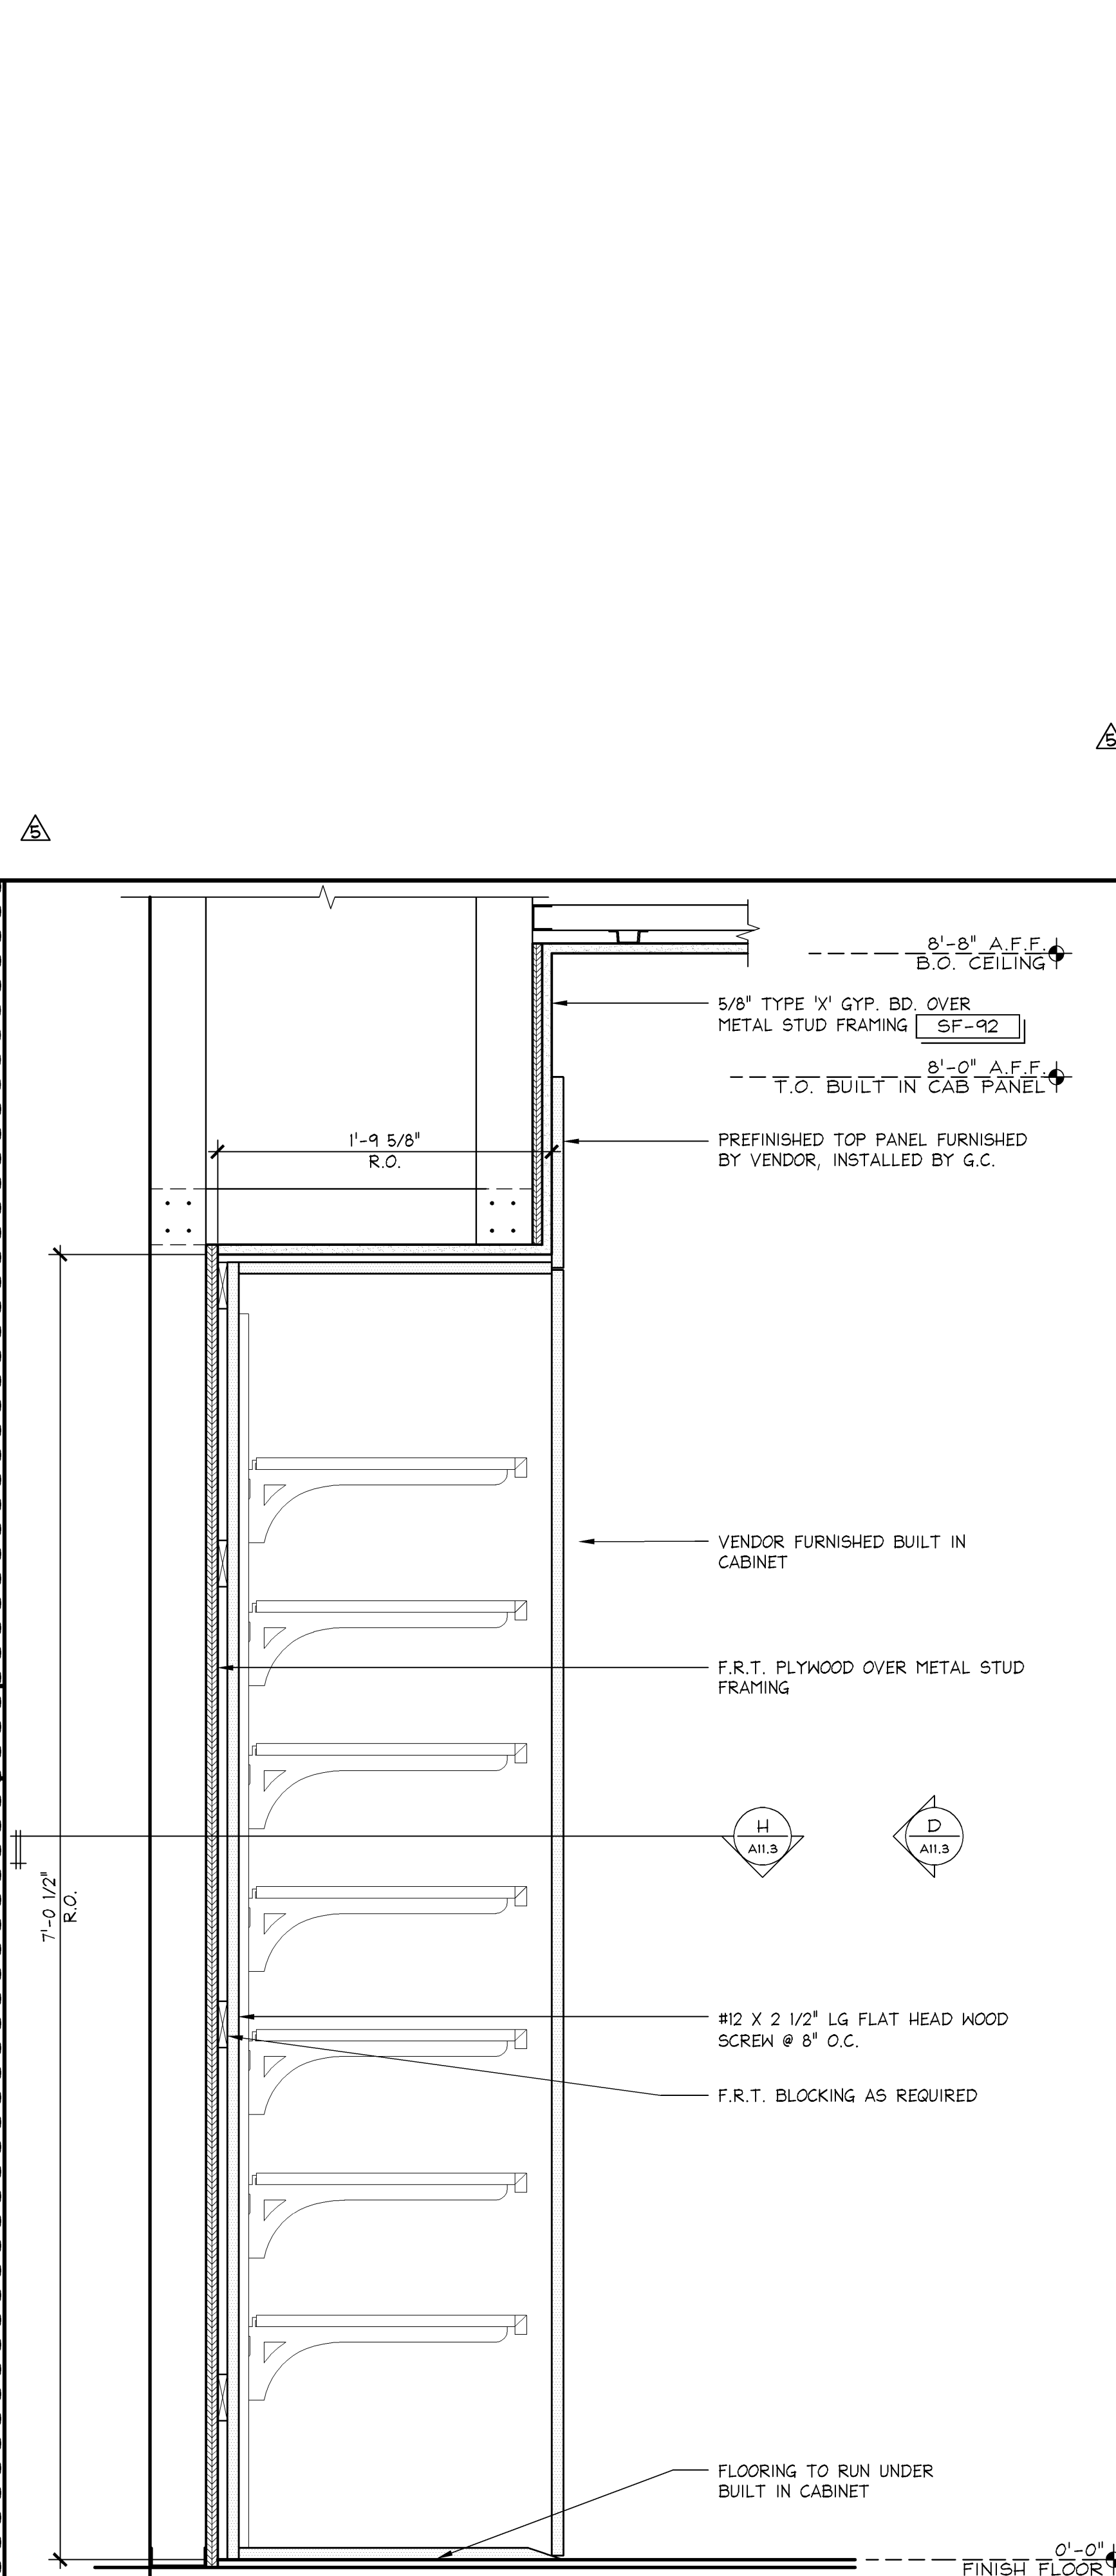 5
5
8'-8" A.F.F.
B.O. CEILING
5/8" TYPE 'X' GYP. BD. OVER
METAL STUD FRAMING SF-92
8'-0" A.F.F.
T.O. BUILT IN CAB PANEL
1'-9 5/8"
R.O.
PREFINISHED TOP PANEL FURNISHED
BY VENDOR, INSTALLED BY G.C.
VENDOR FURNISHED BUILT IN
CABINET
F.R.T. PLYWOOD OVER METAL STUD
FRAMING
H
A11.3
D
A11.3
7'-0 1/2"
R.O.
#12 X 2 1/2" LG FLAT HEAD WOOD
SCREW @ 8" O.C.
F.R.T. BLOCKING AS REQUIRED
FLOORING TO RUN UNDER
BUILT IN CABINET
0'-0"
FINISH FLOOR